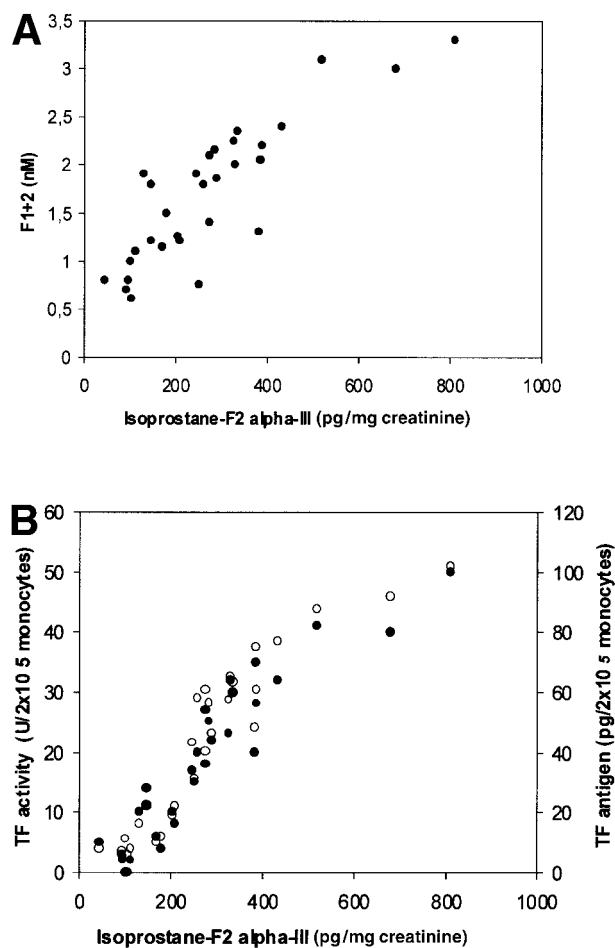 A
3,5
3
2,5
2
1,5
1
0,5
0
F1+2 (nM)
0 200 400 600 800 1000
Isoprostane-F2 alpha-III (pg/mg creatinine)
B
60
50
40
30
20
10
0
TF activity (U/2x10 5 monocytes)
120
100
80
60
40
20
0
TF antigen (pg/2x10 5 monocytes)
0 200 400 600 800 1000
Isoprostane-F2 alpha-III (pg/mg creatinine)